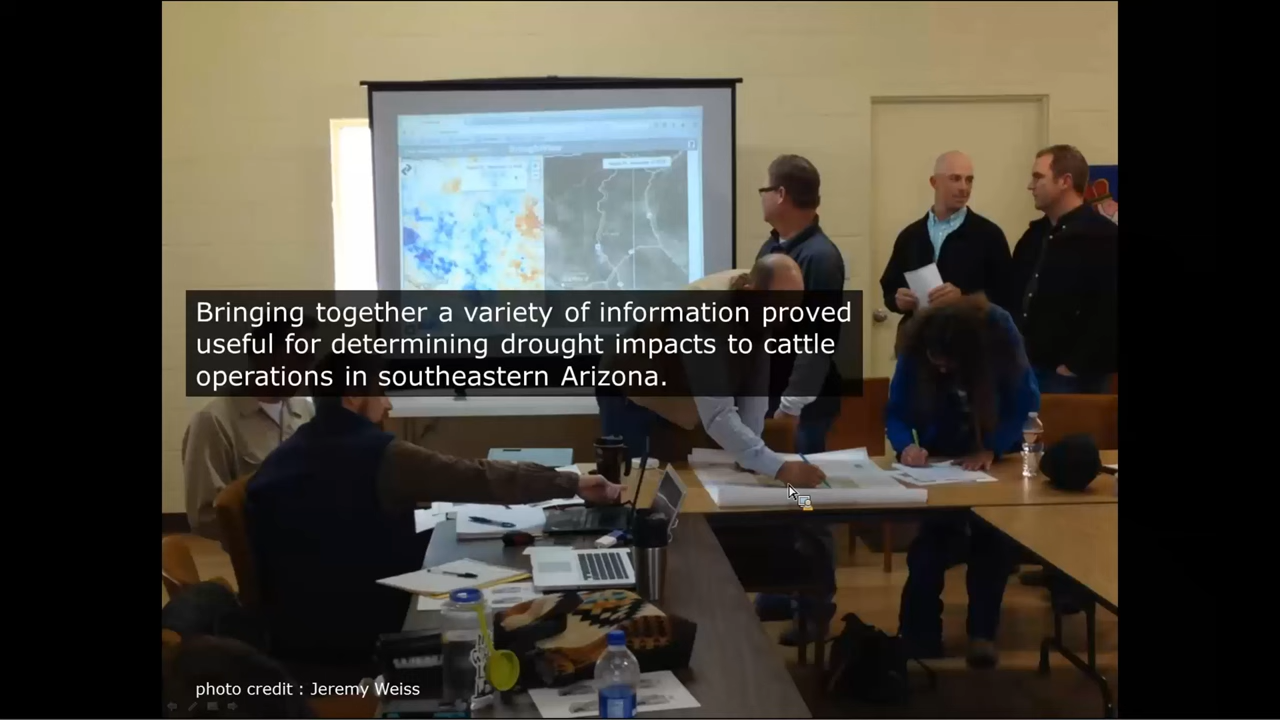 Bringing together a variety of information proved
useful for determining drought impacts to cattle
operations in southeastern Arizona.
photo credit : Jeremy Weiss